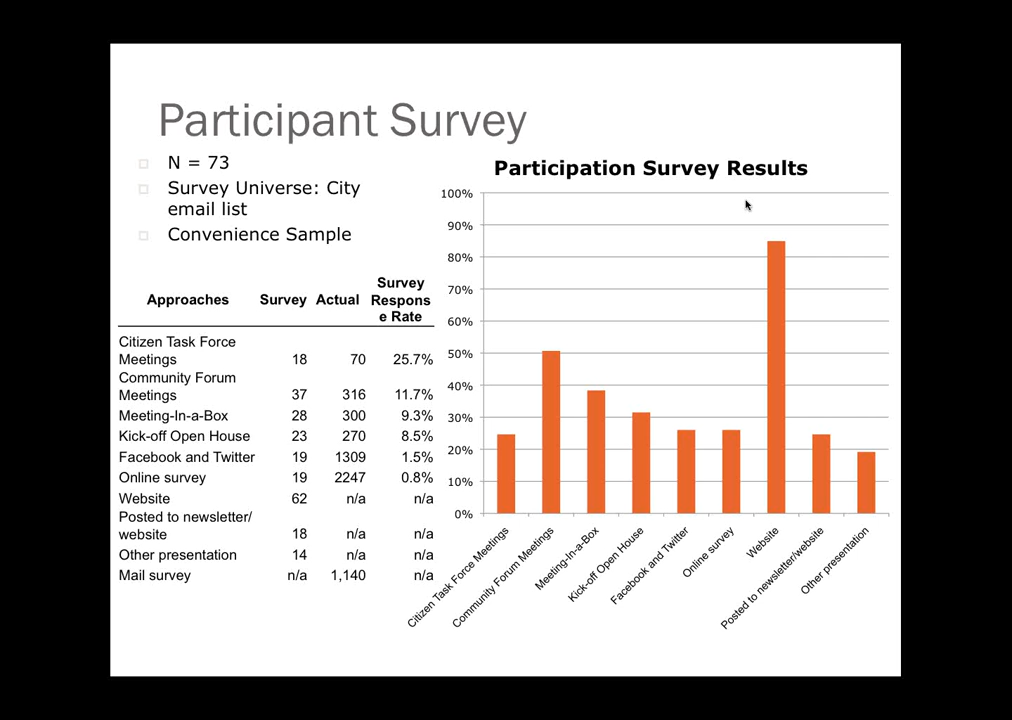 Participant Survey
N = 73
Survey Universe: City
email list
Convenience Sample
Approaches Survey Actual Survey Respons e Rate
Citizen Task Force
Meetings 18 70 25.7%
Community Forum
Meetings 37 316 11.7%
Meeting-In-a-Box 28 300 9.3%
Kick-off Open House 23 270 8.5%
Facebook and Twitter 19 1309 1.5%
Online survey 19 2247 0.8%
Website 62 n/a n/a
Posted to newsletter/
website 18 n/a n/a
Other presentation 14 n/a n/a
Mail survey n/a 1,140 n/a
Participation Survey Results
100%
90%
80%
70%
60%
50%
40%
30%
20%
10%
0%
Citizen Task Force Meetings
Community Forum Meetings
Meeting-In-a-Box
Kick-off Open House
Facebook and Twitter
Online survey
Website
Posted to newsletter/website
Other presentation